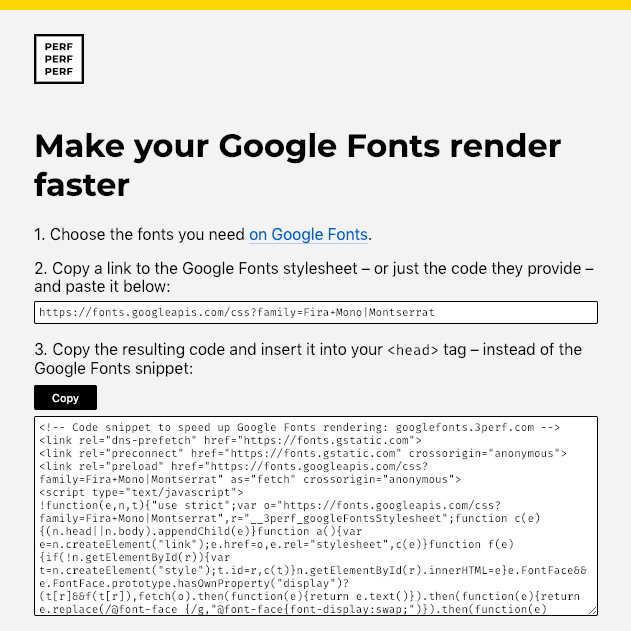 PERF
PERF
PERF
Make your Google Fonts render
faster
1. Choose the fonts you need on Google Fonts.
2. Copy a link to the Google Fonts stylesheet – or just the code they provide –
and paste it below:
https://fonts.googleapis.com/css?family=Fira+Mono|Montserrat
3. Copy the resulting code and insert it into your <head> tag – instead of the
Google Fonts snippet:
Copy
<!-- Code snippet to speed up Google Fonts rendering: googlefonts.3perf.com -->
<link rel="dns-prefetch" href="https://fonts.gstatic.com">
<link rel="preconnect" href="https://fonts.gstatic.com" crossorigin="anonymous">
<link rel="preload" href="https://fonts.googleapis.com/css?
family=Fira+Mono|Montserrat" as="fetch" crossorigin="anonymous">
<script type="text/javascript">
!function(e,n,t){"use strict";var o="https://fonts.googleapis.com/css?
family=Fira+Mono|Montserrat",r="__3perf_googleFontsStylesheet";function c(e)
{(n.head||n.body).appendChild(e)}function a(){var
e=n.createElement("link");e.href=o,e.rel="stylesheet",c(e)}function f(e)
{if(!n.getElementById(r)){var
t=n.createElement("style");t.id=r,c(t)}n.getElementById(r).innerHTML=e}e.FontFace&&
e.FontFace.prototype.hasOwnProperty("display")?
(t[r]&&f(t[r]),fetch(o).then(function(e){return e.text()}).then(function(e){return
e.replace(/@font-face {/g,"@font-face{font-display:swap;")}).then(function(e)